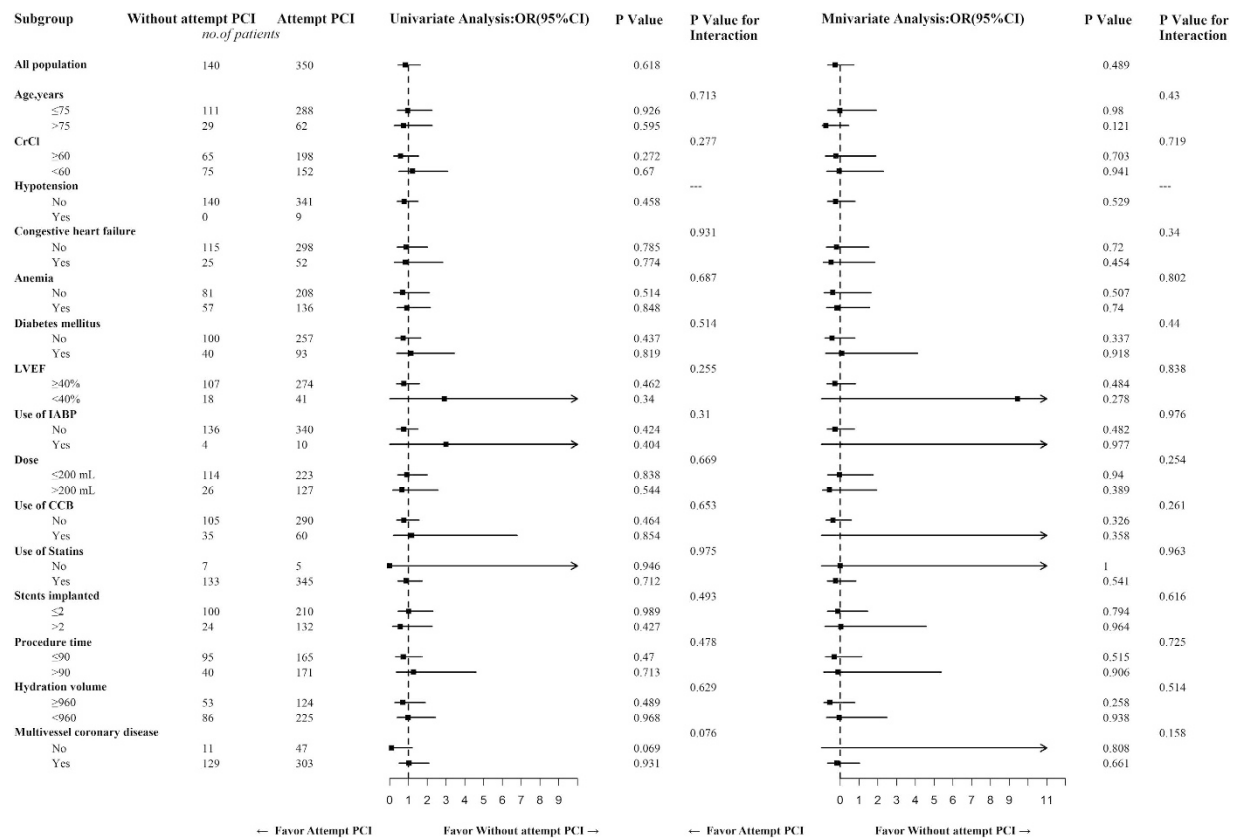 Subgroup Without attempt PCI Attempt PCI Univariate Analysis:OR(95%CI) P Value P Value for Mnivariate Analysis:OR(95%CI) P Value P Value for
no.of patients Interaction Interaction
All population 140 350 0.618 0.489
Age,years 0.713 0.43
≤75 111 288 0.926 0.98
>75 29 62 0.595 0.121
CrCl 0.277 0.719
>60 65 198 0.272 0.703
<60 75 152 0.67 0.941
Hypotension --- ---
No 140 341 0.458 0.529
Yes 0 9
Congestive heart failure 0.931 0.34
No 115 298 0.785 0.72
Yes 25 52 0.774 0.454
Anemia 0.687 0.802
No 81 208 0.514 0.507
Yes 57 136 0.848 0.74
Diabetes mellitus 0.514 0.44
No 100 257 0.437 0.337
Yes 40 93 0.819 0.918
LVEF 0.255 0.838
≥40% 107 274 0.462 0.484
<40% 18 41 0.34 0.278
Use of IABP 0.31 0.976
No 136 340 0.424 0.482
Yes 4 10 0.404 0.977
Dose 0.669 0.254
≤200 mL 114 223 0.838 0.94
>200 mL 26 127 0.544 0.389
Use of CCB 0.653 0.261
No 105 290 0.464 0.326
Yes 35 60 0.854 0.358
Use of Statins 0.975 0.963
No 7 5 0.946 1
Yes 133 345 0.712 0.541
Stents implanted 0.493 0.616
≤2 100 210 0.989 0.794
>2 24 132 0.427 0.964
Procedure time 0.478 0.725
≤90 95 165 0.47 0.515
>90 40 171 0.713 0.906
Hydration volume 0.629 0.514
≥960 53 124 0.489 0.258
<960 86 225 0.968 0.938
Multivessel coronary disease 0.076 0.158
No 11 47 0.069 0.808
Yes 129 303 0.931 0.661
0 1 2 3 4 5 6 7 8 9 0 1 2 3 4 5 6 7 8 9 11
← Favor Attempt PCI Favor Without attempt PCI → ← Favor Attempt PCI Favor Without attempt PCI →